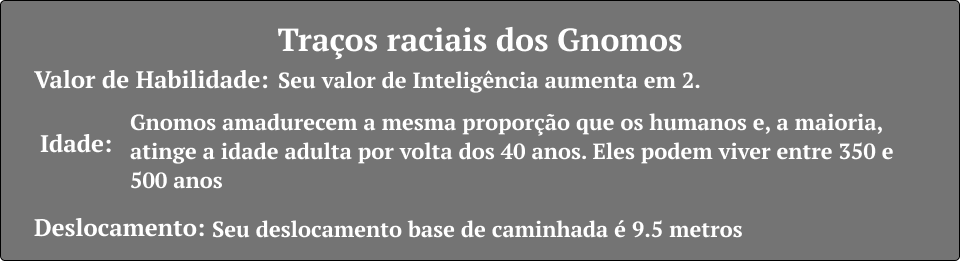 Traços raciais dos Gnomos
Valor de Habilidade: Seu valor de Inteligência aumenta em 2.
Idade: Gnomos amadurecem a mesma proporção que os humanos e, a maioria,
atinge a idade adulta por volta dos 40 anos. Eles podem viver entre 350 e
500 anos
Deslocamento: Seu deslocamento base de caminhada é 9.5 metros